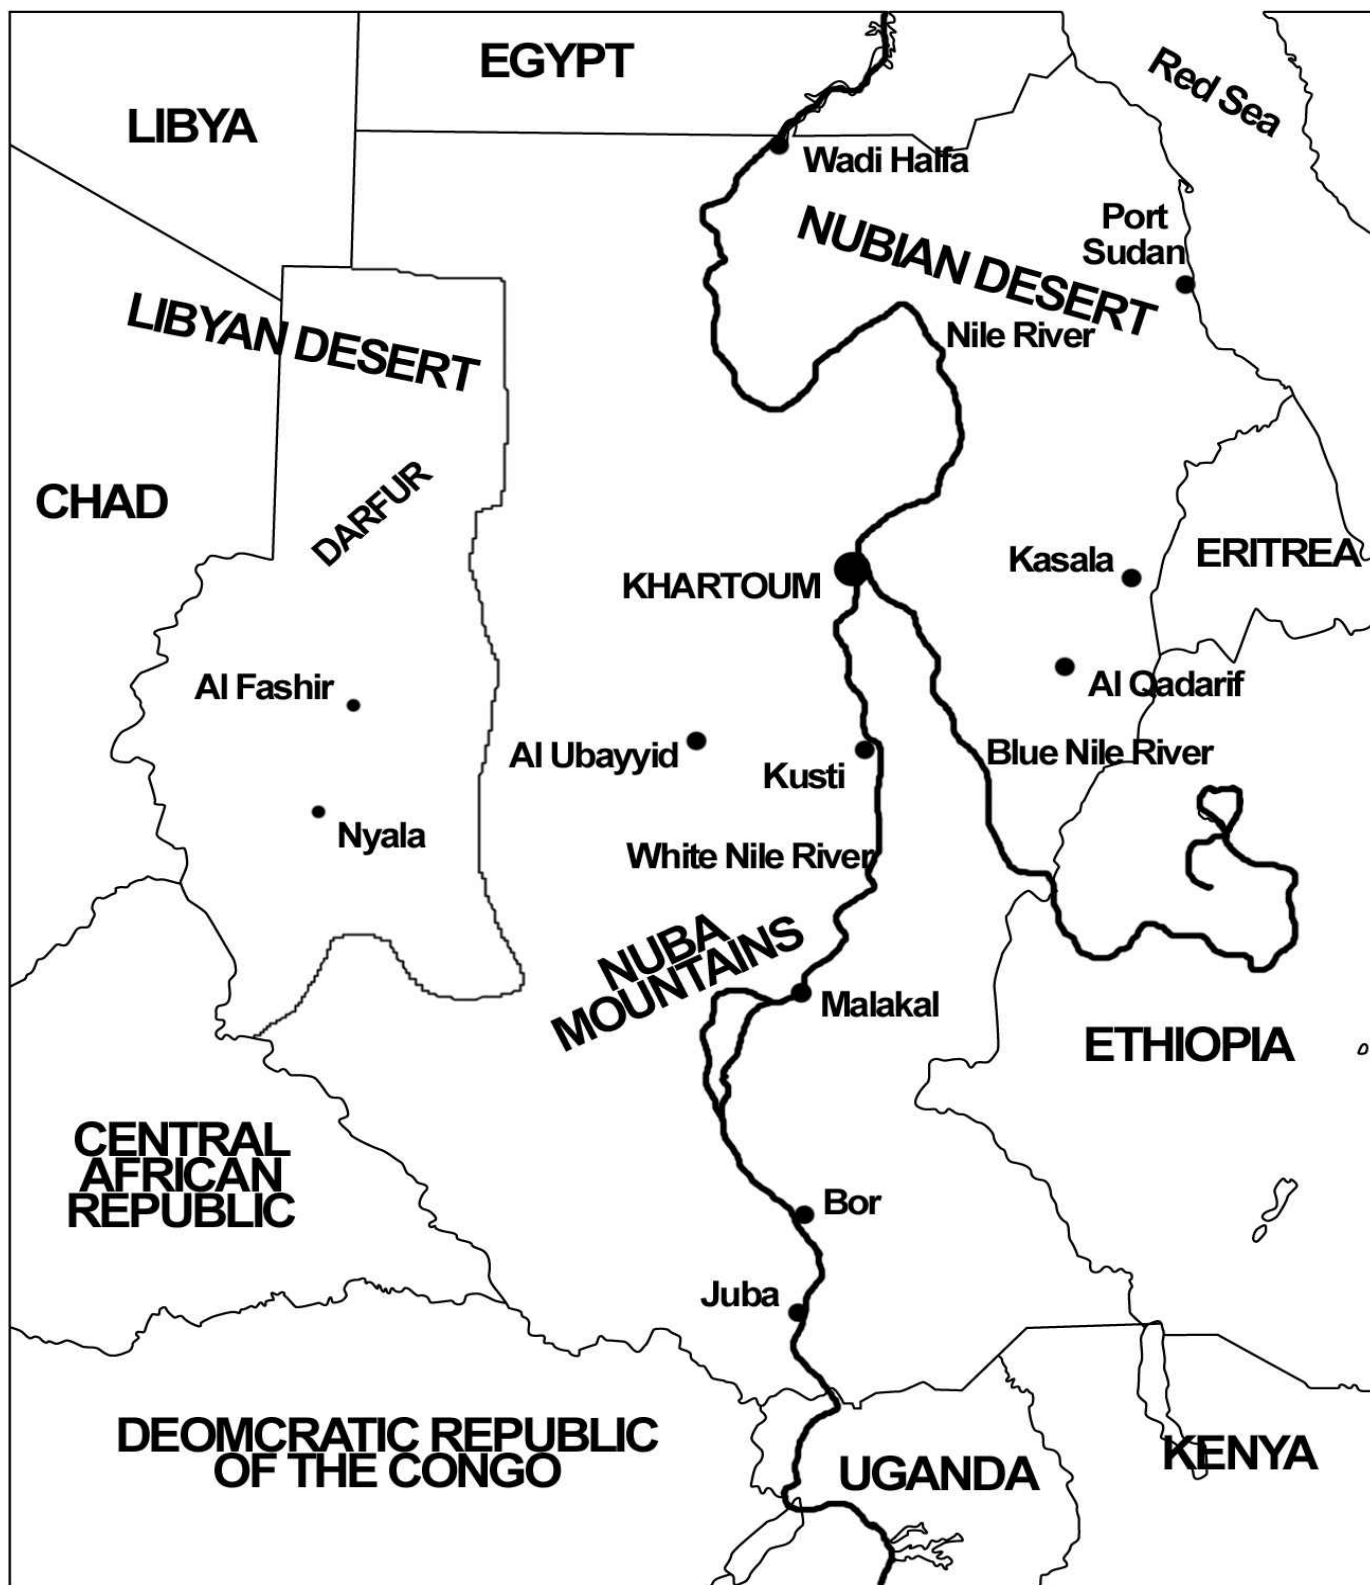 EGYPT
LIBYA
Red Sea
Wadi Halfa
Port
Sudan
NUBIAN DESERT
Nile River
LIBYAN DESERT
CHAD
DARFUR
KHARTOUM
Kasala
ERITREA
Al Fashir
Al Qadarif
Al Ubayyid
Kusti
Blue Nile River
Nyala
White Nile River
NUBA
MOUNTAINS
Malakal
ETHIOPIA
CENTRAL
AFRICAN
REPUBLIC
Bor
Juba
DEOMCRATIC REPUBLIC
OF THE CONGO
UGANDA
KENYA